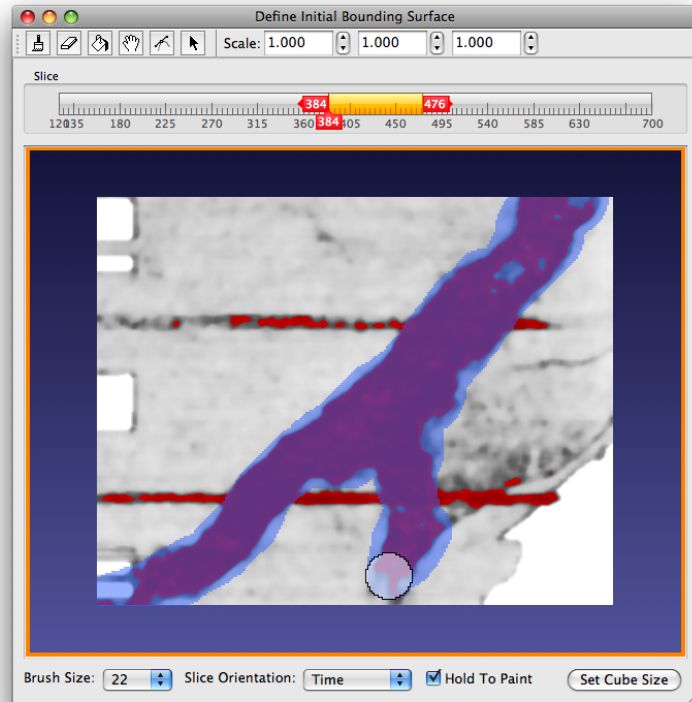 Define Initial Bounding Surface
Scale: 1.000 1.000 1.000
Slice
384 476
384
120 135 180 225 270 315 360 405 450 495 540 585 630 700
Brush Size: 22 Slice Orientation: Time Hold To Paint Set Cube Size